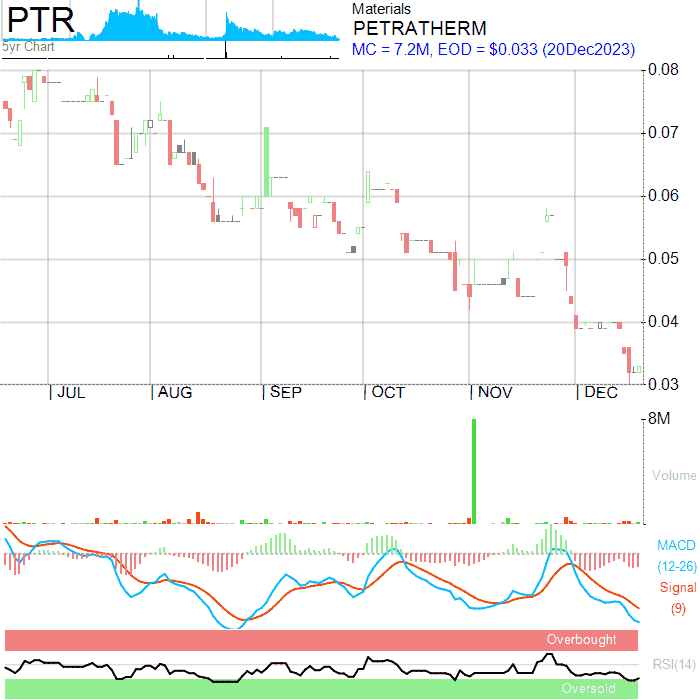 PTR
5yr Chart
Materials
PETRATHERM
MC = 7.2M, EOD = $0.033 (20Dec2023)
0.08
0.07
0.06
0.05
0.04
0.03
JUL
AUG
SEP
OCT
NOV
DEC
8M
Volume
MACD
(12-26)
Signal
(9)
Overbought
RSI(14)
Oversold